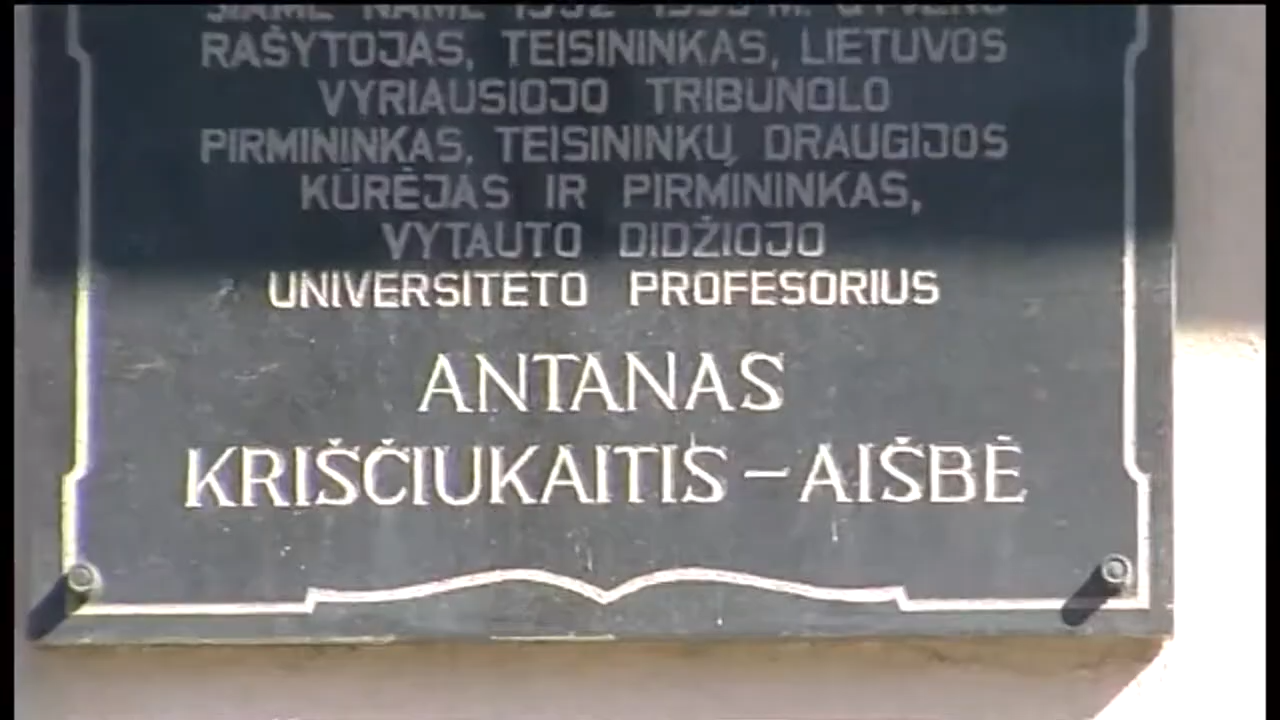 ŠIAME NAME 1932-1933 M. GYVENO
RAŠYTOJAS, TEISININKAS, LIETUVOS
VYRIAUSIOJO TRIBUNOLO
PIRMININKAS, TEISININKŲ DRAUGIJOS
KŪRĖJAS IR PIRMININKAS,
VYTAUTO DIDŽIOJO
UNIVERSITETO PROFESORIUS
ANTANAS
KRIŠČIUKAITIS – AIŠBĖ